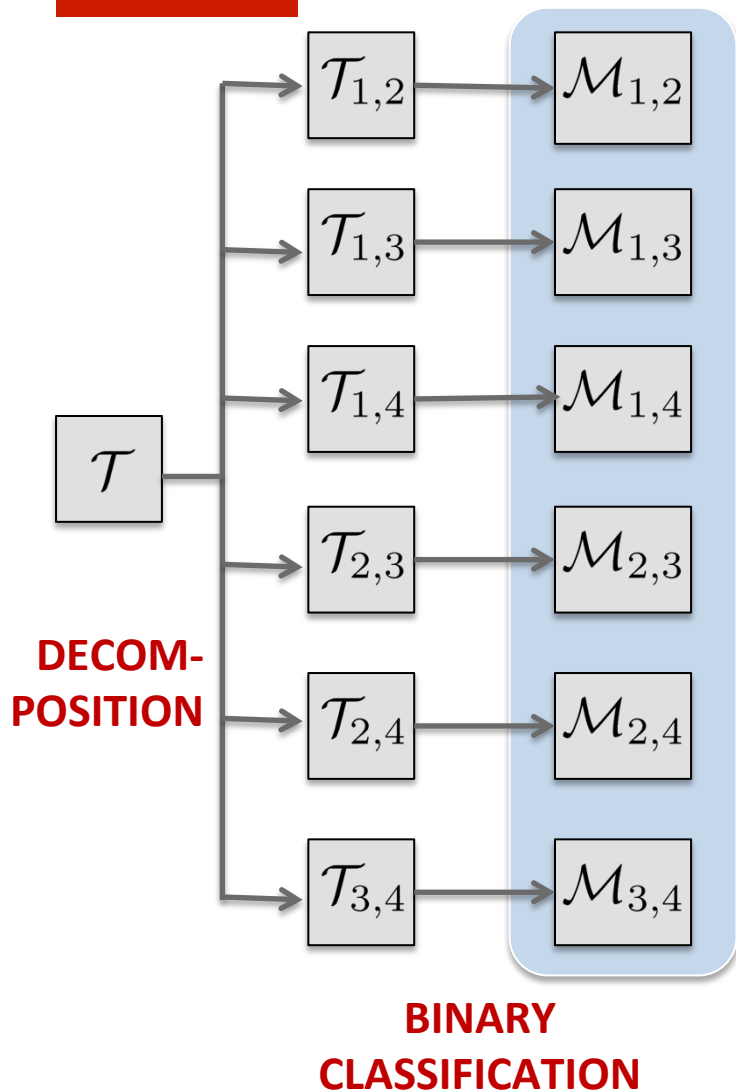 𝒯₁,₂ ℳ₁,₂
𝒯₁,₃ ℳ₁,₃
𝒯₁,₄ ℳ₁,₄
𝒯
𝒯₂,₃ ℳ₂,₃
DECOM-
POSITION
𝒯₂,₄ ℳ₂,₄
𝒯₃,₄ ℳ₃,₄
BINARY
CLASSIFICATION